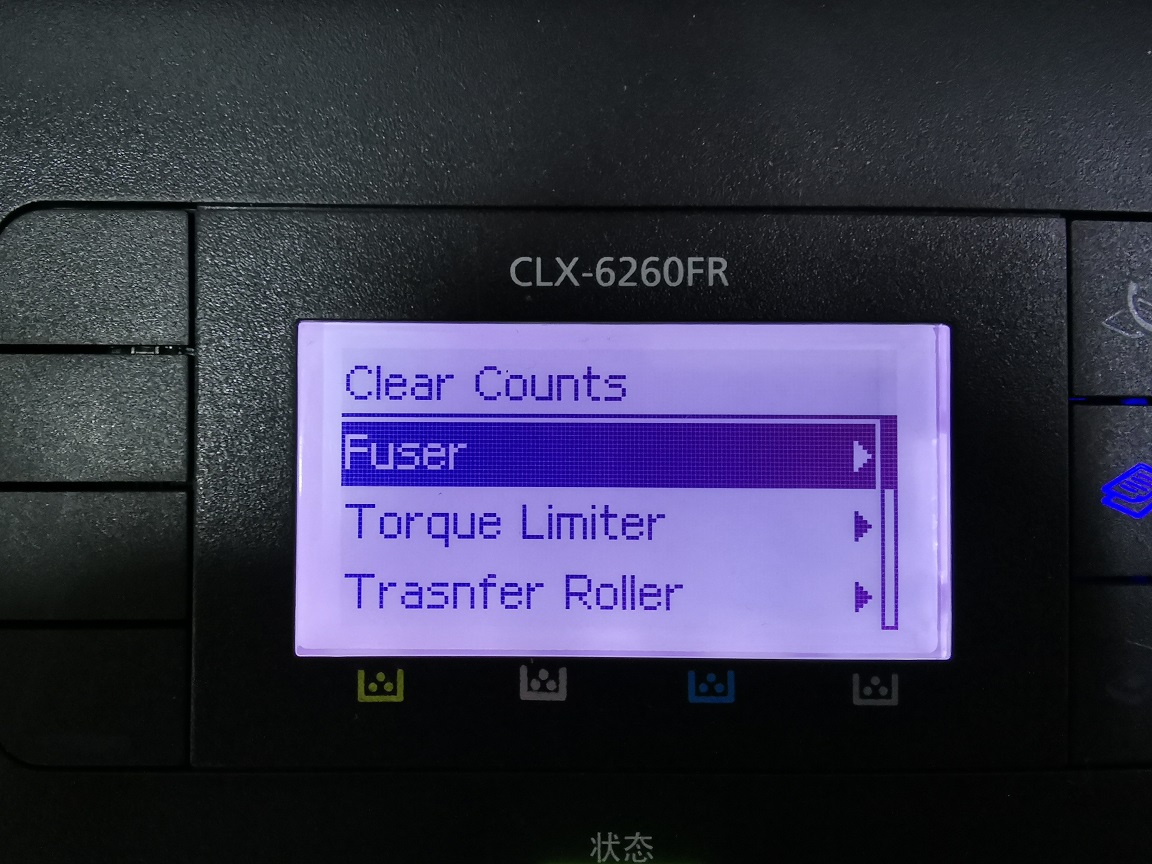 CLX-6260FR
Clear Counts
Fuser
Torque Limiter
Trasnfer Roller
状态